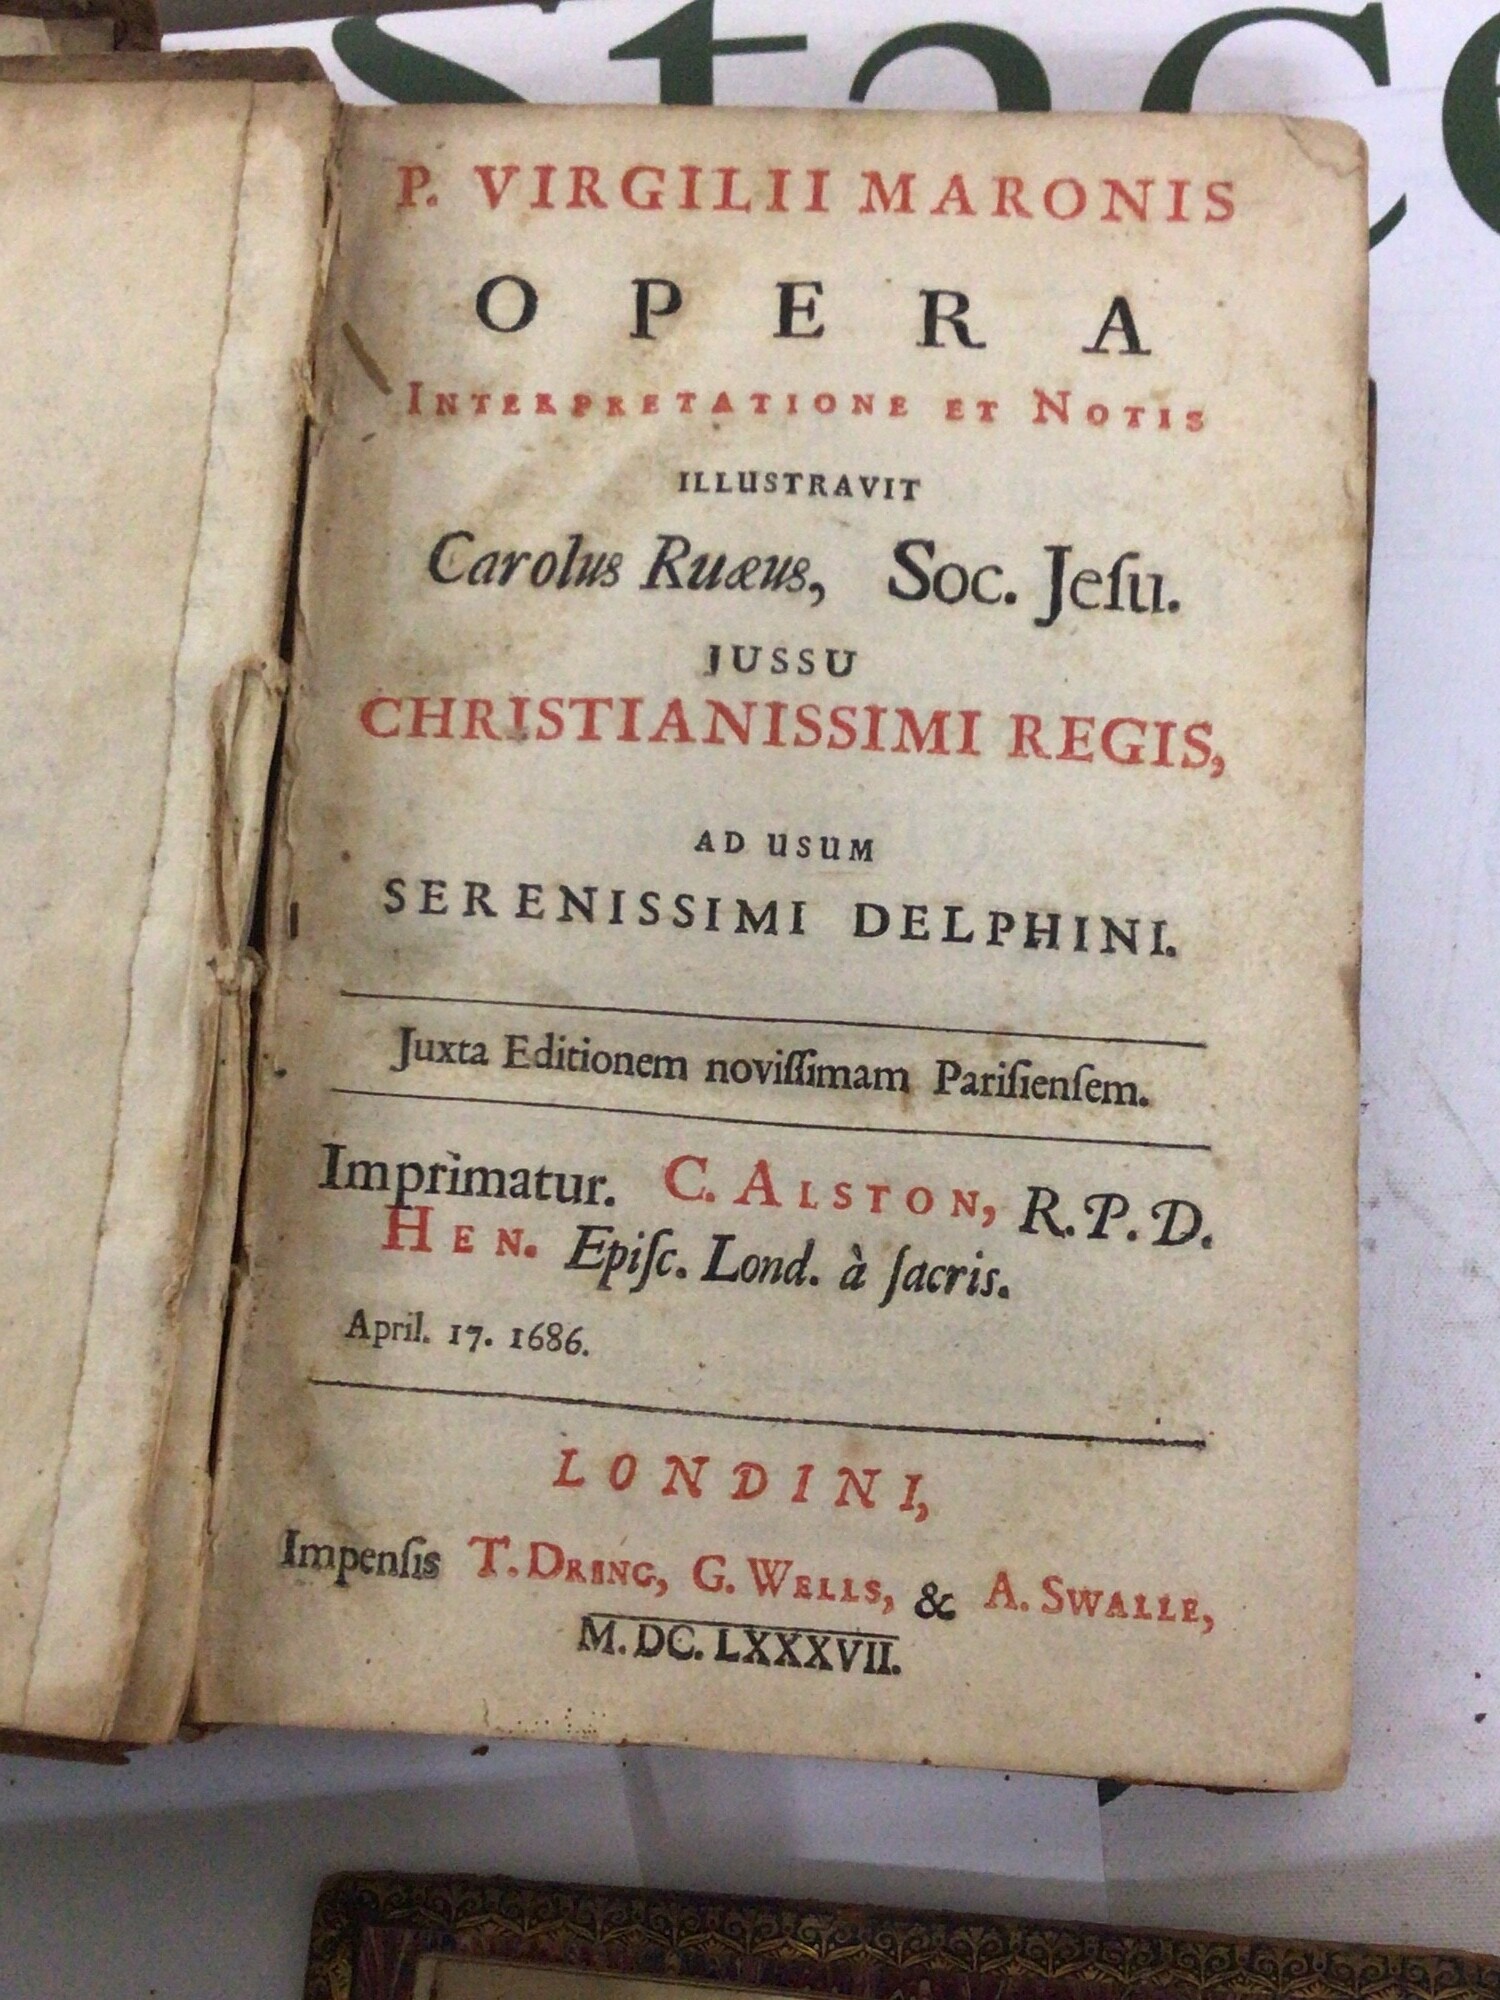 stace
P. VIRGILII MARONIS
OPERA
INTERPRETATIONE ET NOTIS
ILLUSTRAVIT
Carolus Ruæus, Soc. Jeſu.
JUSSU
CHRISTIANISSIMI REGIS,
AD USUM
SERENISSIMI DELPHINI.
Juxta Editionem noviſſimam Pariſienſem.
Imprimatur. C. ALSTON, R.P.D.
HEN. Epiſc. Lond. à ſacris.
April. 17. 1686.
LONDINI,
Impenſis T. DRING, G. WELLS, & A. SWALLE,
M.DC.LXXXVII.